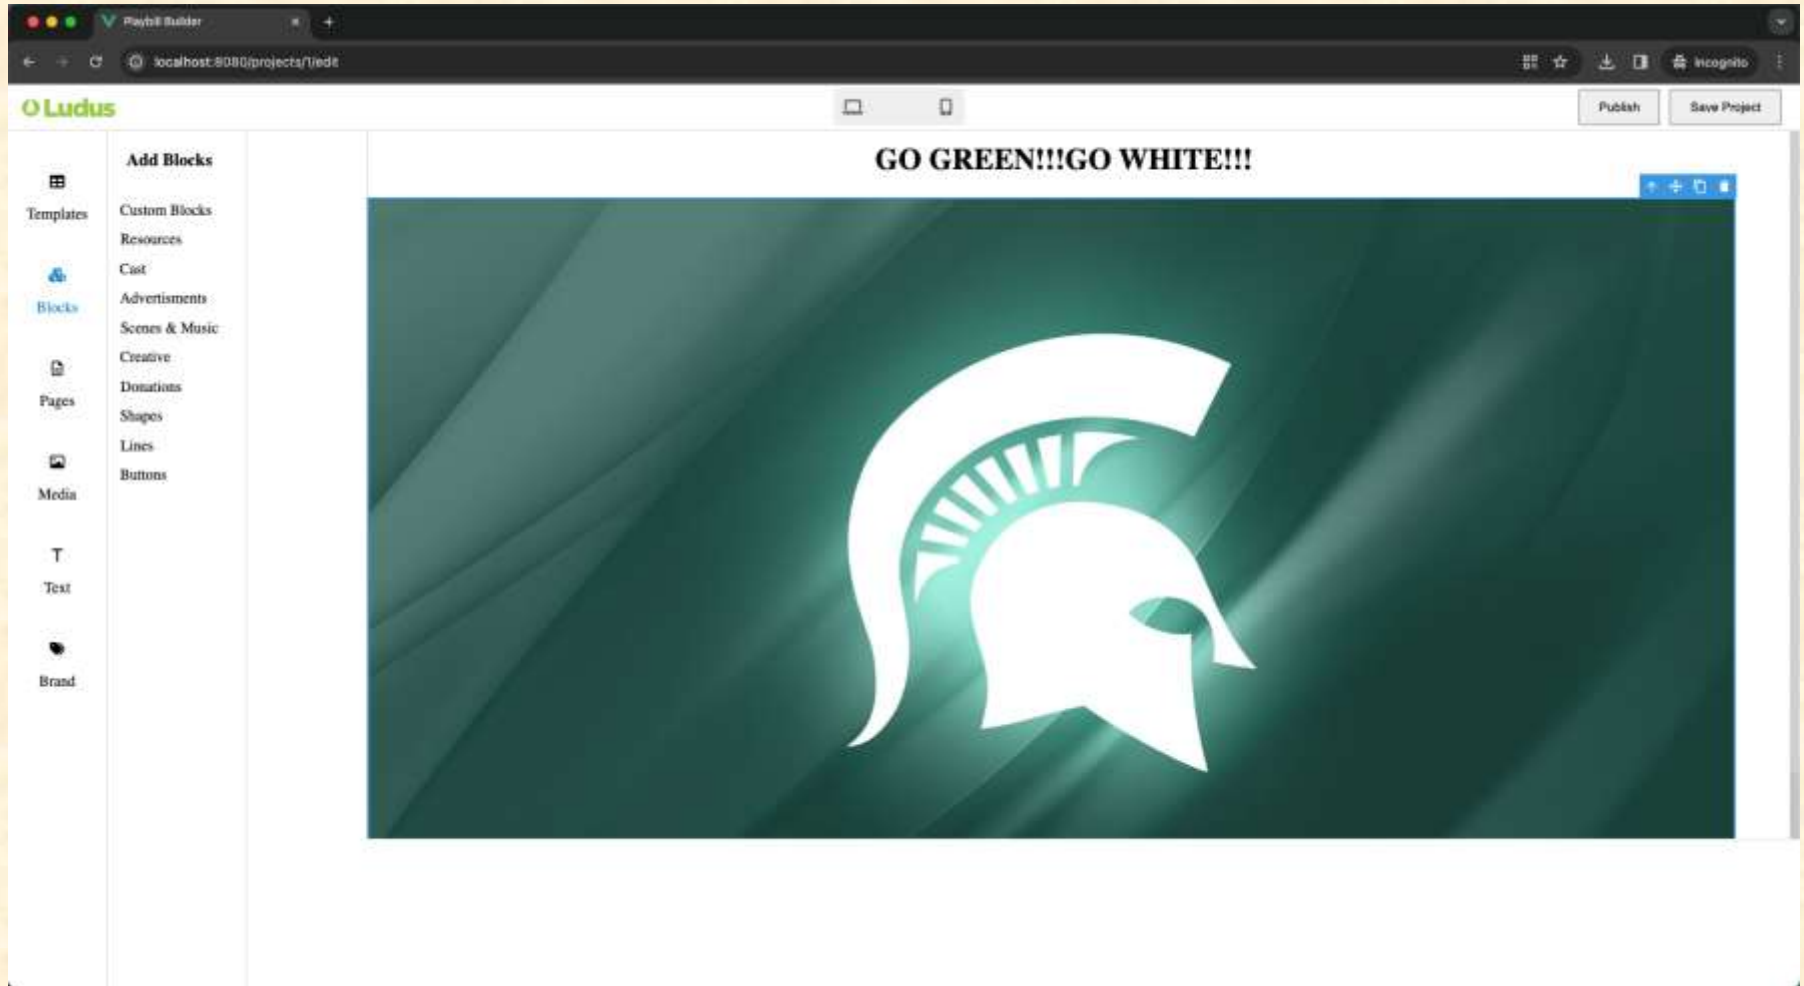 Playbill Builder
localhost:8080/projects/1/edit
Incognito
Ludus
Publish
Save Project
Templates
Blocks
Pages
Media
T
Text
Brand
Add Blocks
Custom Blocks
Resources
Cast
Advertisments
Scenes & Music
Creative
Donations
Shapes
Lines
Buttons
GO GREEN!!!GO WHITE!!!